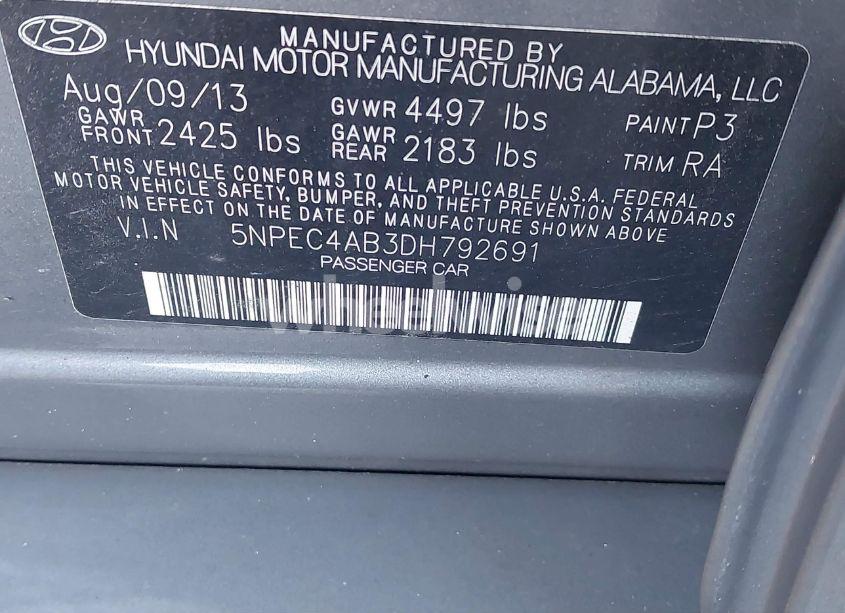 MANUFACTURED BY
HYUNDAI MOTOR MANUFACTURING ALABAMA, LLC
Aug/09/13 GVWR 4497 lbs PAINT P3
GAWR FRONT 2425 lbs GAWR REAR 2183 lbs TRIM RA
THIS VEHICLE CONFORMS TO ALL APPLICABLE U.S.A. FEDERAL
MOTOR VEHICLE SAFETY, BUMPER, AND THEFT PREVENTION STANDARDS
IN EFFECT ON THE DATE OF MANUFACTURE SHOWN ABOVE
V.I.N 5NPEC4AB3DH792691
PASSENGER CAR